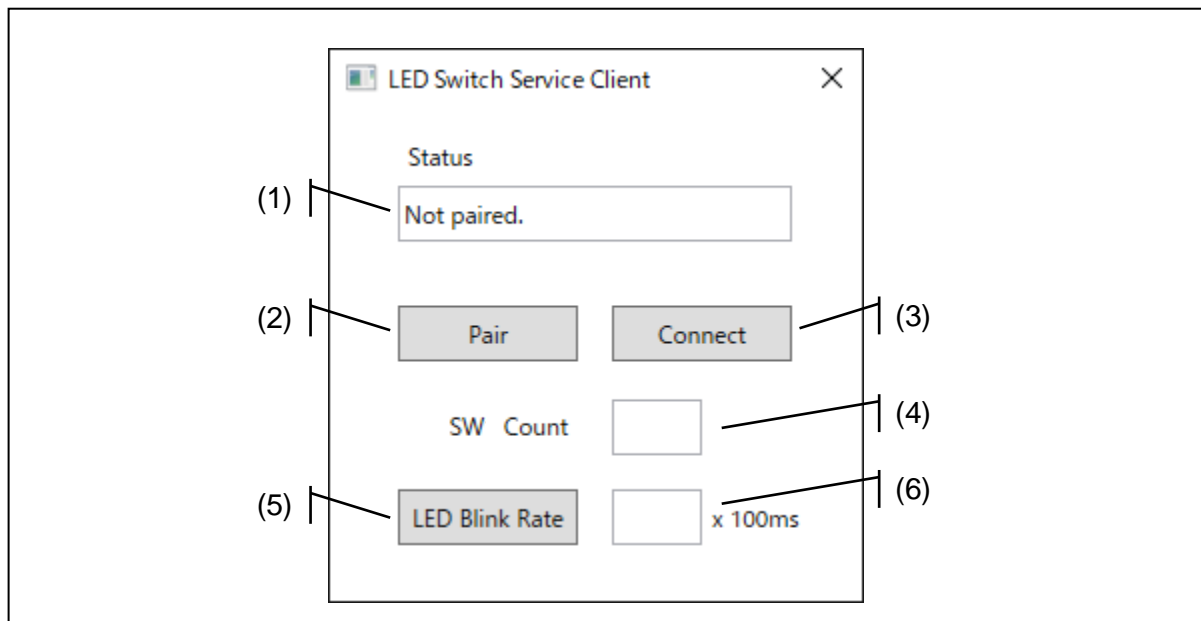 LED Switch Service Client
Status
(1)
Not paired.
(2)
Pair
Connect
(3)
SW Count
(4)
(5)
LED Blink Rate
x 100ms
(6)